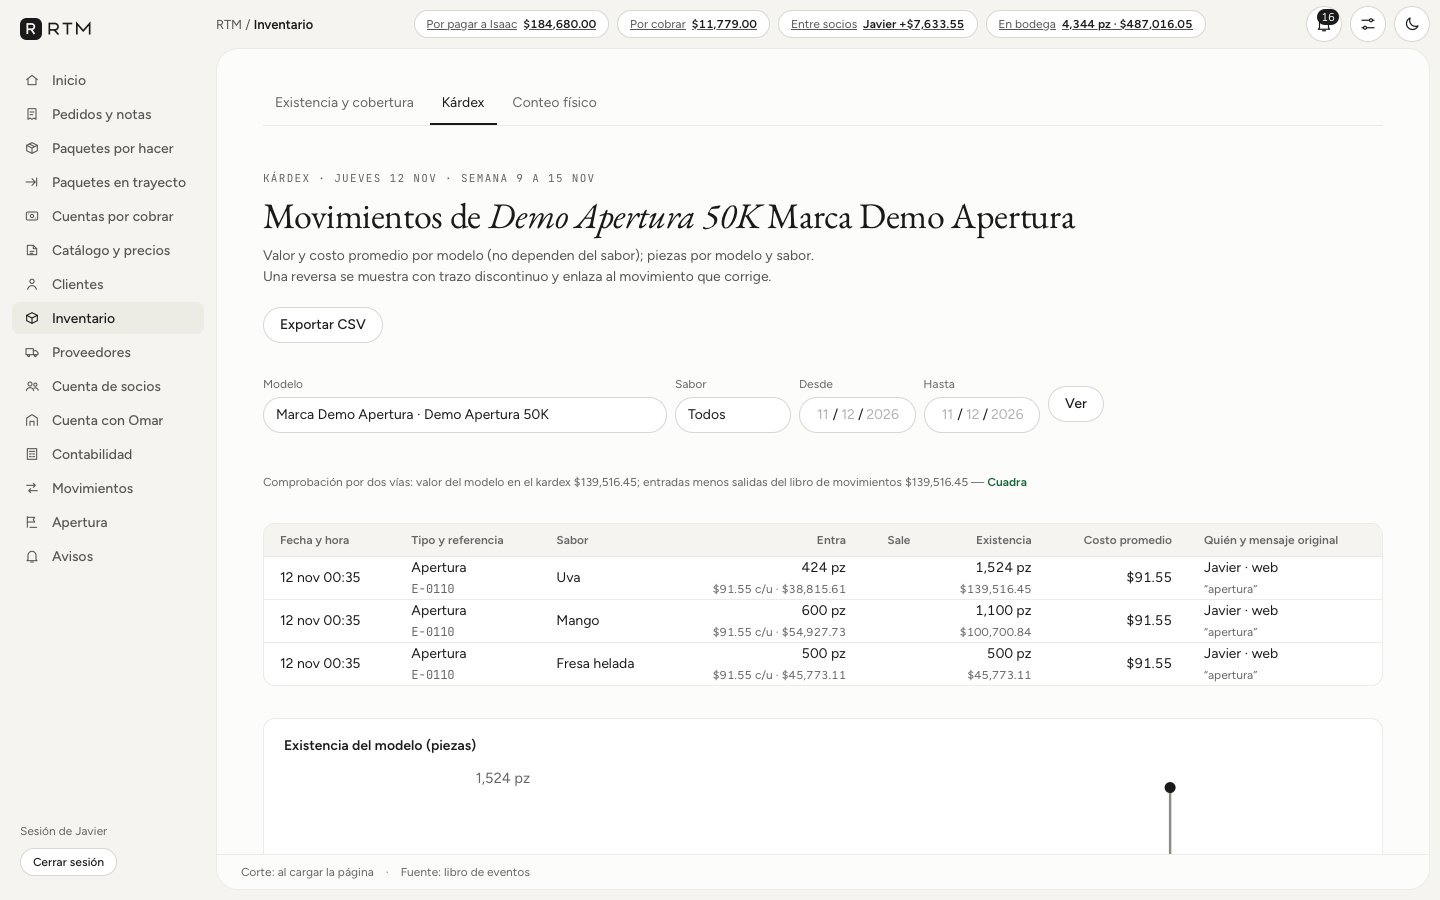 R RTM
RTM / Inventario
Por pagar a Isaac $184,680.00
Por cobrar $11,779.00
Entre socios Javier +$7,633.55
En bodega 4,344 pz · $487,016.05
16
Inicio
Pedidos y notas
Paquetes por hacer
Paquetes en trayecto
Cuentas por cobrar
Catálogo y precios
Clientes
Inventario
Proveedores
Cuenta de socios
Cuenta con Omar
Contabilidad
Movimientos
Apertura
Avisos
Sesión de Javier
Cerrar sesión
Existencia y cobertura Kárdex Conteo físico
KÁRDEX · JUEVES 12 NOV · SEMANA 9 A 15 NOV
Movimientos de Demo Apertura 50K Marca Demo Apertura
Valor y costo promedio por modelo (no dependen del sabor); piezas por modelo y sabor.
Una reversa se muestra con trazo discontinuo y enlaza al movimiento que corrige.
Exportar CSV
Modelo Sabor Desde Hasta
Marca Demo Apertura · Demo Apertura 50K Todos 11 / 12 / 2026 11 / 12 / 2026 Ver
Comprobación por dos vías: valor del modelo en el kardex $139,516.45; entradas menos salidas del libro de movimientos $139,516.45 — Cuadra
Fecha y hora Tipo y referencia Sabor Entra Sale Existencia Costo promedio Quién y mensaje original
12 nov 00:35 Apertura Uva 424 pz 1,524 pz $91.55 Javier · web
E-0110 $91.55 c/u · $38,815.61 $139,516.45 “apertura”
12 nov 00:35 Apertura Mango 600 pz 1,100 pz $91.55 Javier · web
E-0110 $91.55 c/u · $54,927.73 $100,700.84 “apertura”
12 nov 00:35 Apertura Fresa helada 500 pz 500 pz $91.55 Javier · web
E-0110 $91.55 c/u · $45,773.11 $45,773.11 “apertura”
Existencia del modelo (piezas)
1,524 pz
Corte: al cargar la página · Fuente: libro de eventos